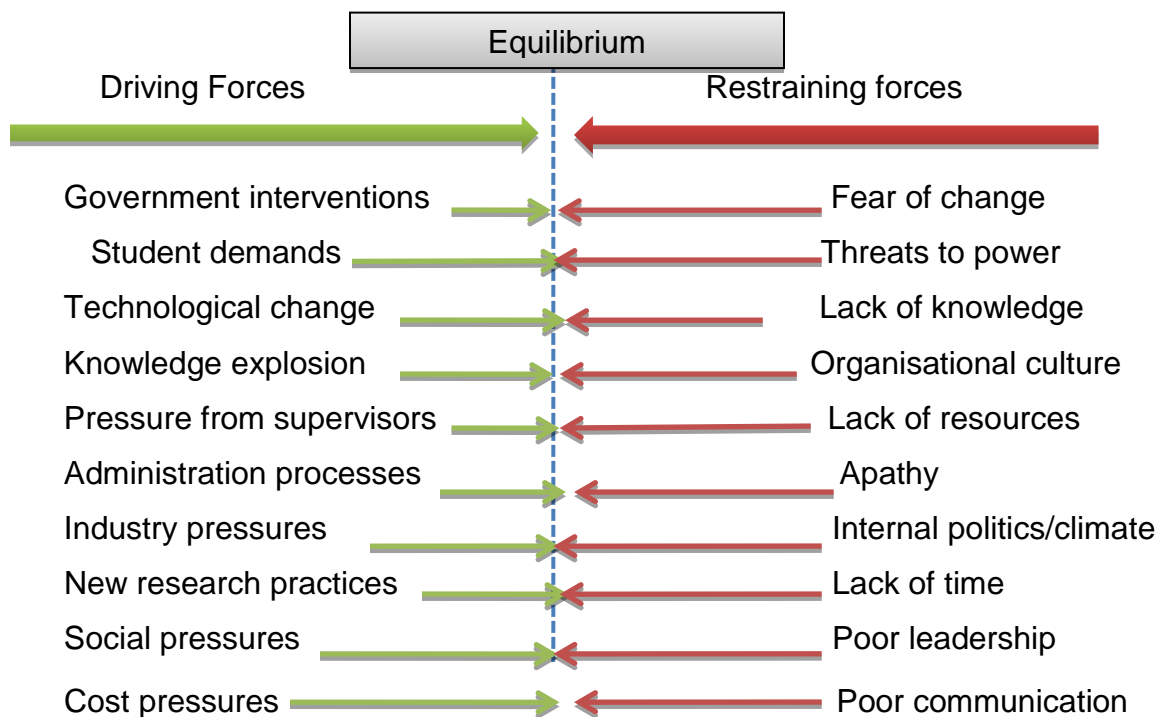 Equilibrium
Driving Forces Restraining forces
Government interventions Fear of change
Student demands Threats to power
Technological change Lack of knowledge
Knowledge explosion Organisational culture
Pressure from supervisors Lack of resources
Administration processes Apathy
Industry pressures Internal politics/climate
New research practices Lack of time
Social pressures Poor leadership
Cost pressures Poor communication